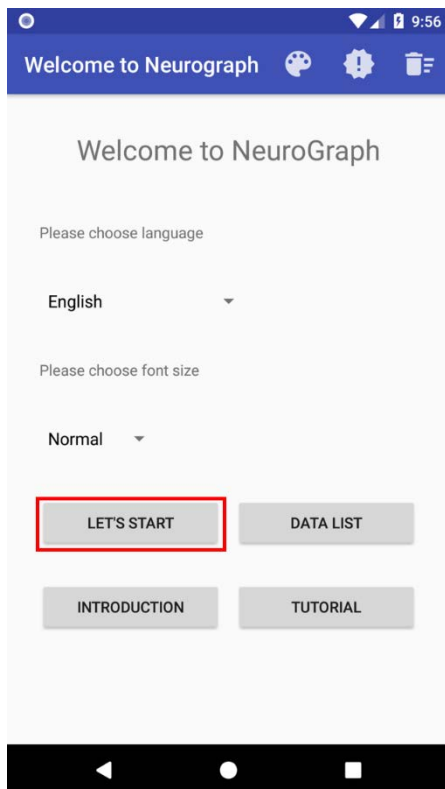 9:56
Welcome to Neurograph
Welcome to NeuroGraph
Please choose language
English
Please choose font size
Normal
LET'S START
DATA LIST
INTRODUCTION
TUTORIAL